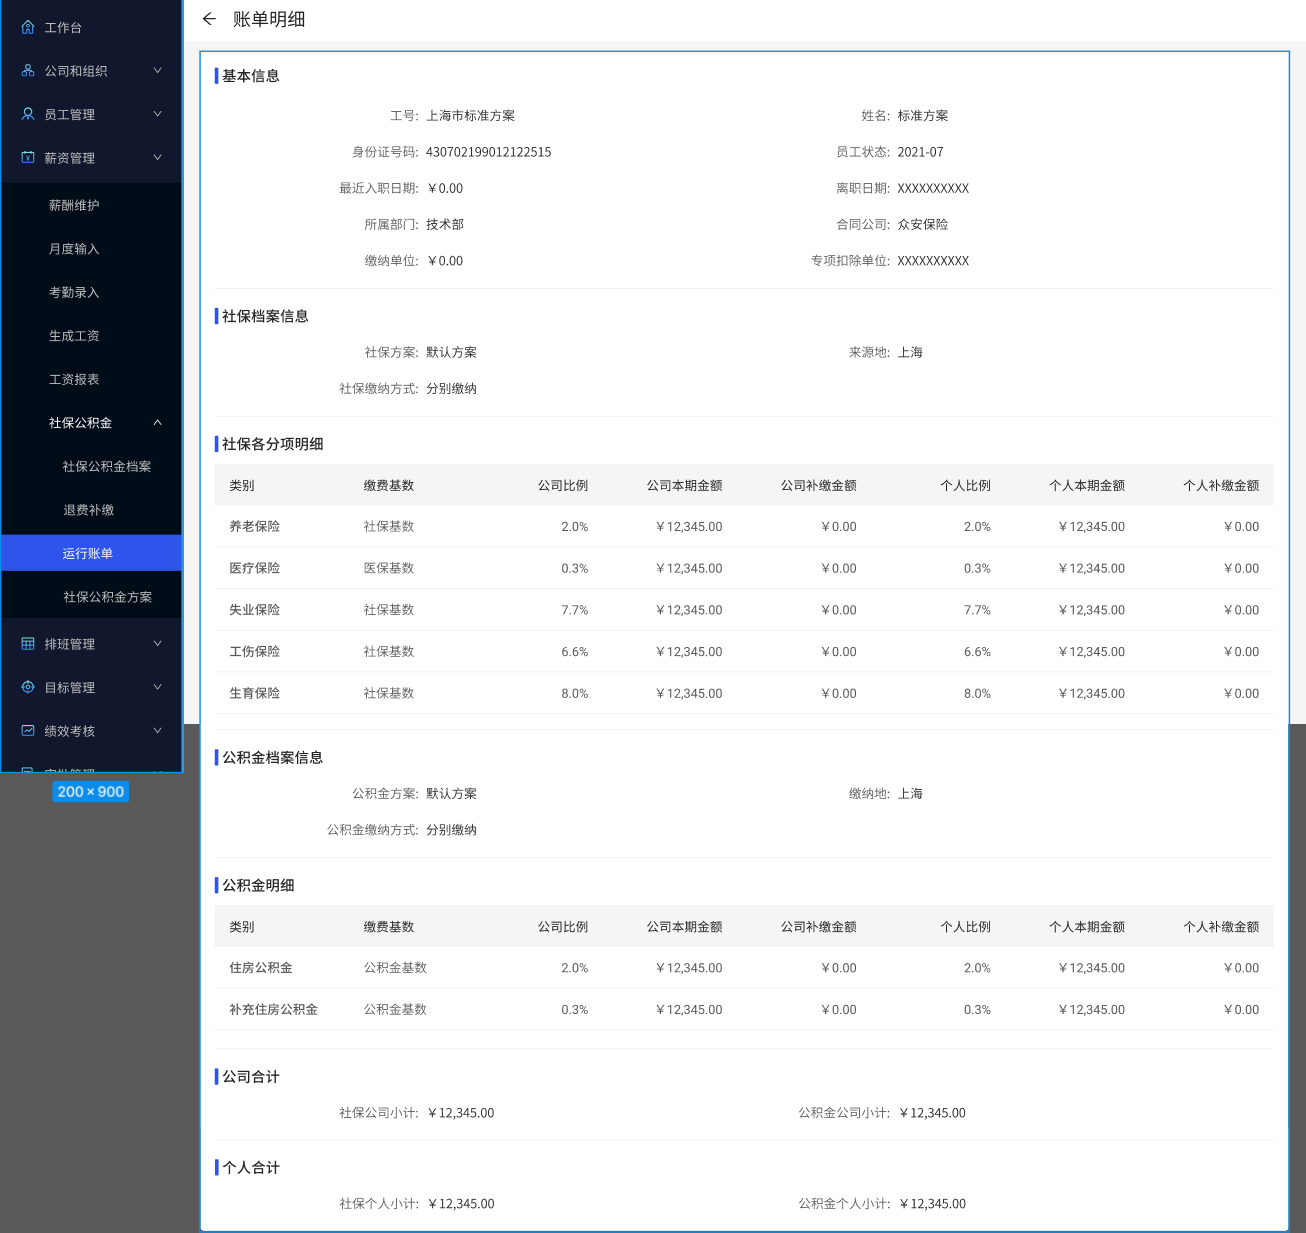 工作台
公司和组织
员工管理
薪资管理
薪酬维护
月度输入
考勤录入
生成工资
工资报表
社保公积金
社保公积金档案
退费补缴
运行账单
社保公积金方案
排班管理
目标管理
绩效考核
200 × 900
账单明细
基本信息
工号: 上海市标准方案 姓名: 标准方案
身份证号码: 430702199012122515 员工状态: 2021-07
最近入职日期: ￥0.00 离职日期: XXXXXXXXXX
所属部门: 技术部 合同公司: 众安保险
缴纳单位: ￥0.00 专项扣除单位: XXXXXXXXXX
社保档案信息
社保方案: 默认方案 来源地: 上海
社保缴纳方式: 分别缴纳
社保各分项明细
类别 缴费基数 公司比例 公司本期金额 公司补缴金额 个人比例 个人本期金额 个人补缴金额
养老保险 社保基数 2.0% ￥12,345.00 ￥0.00 2.0% ￥12,345.00 ￥0.00
医疗保险 医保基数 0.3% ￥12,345.00 ￥0.00 0.3% ￥12,345.00 ￥0.00
失业保险 社保基数 7.7% ￥12,345.00 ￥0.00 7.7% ￥12,345.00 ￥0.00
工伤保险 社保基数 6.6% ￥12,345.00 ￥0.00 6.6% ￥12,345.00 ￥0.00
生育保险 社保基数 8.0% ￥12,345.00 ￥0.00 8.0% ￥12,345.00 ￥0.00
公积金档案信息
公积金方案: 默认方案 缴纳地: 上海
公积金缴纳方式: 分别缴纳
公积金明细
类别 缴费基数 公司比例 公司本期金额 公司补缴金额 个人比例 个人本期金额 个人补缴金额
住房公积金 公积金基数 2.0% ￥12,345.00 ￥0.00 2.0% ￥12,345.00 ￥0.00
补充住房公积金 公积金基数 0.3% ￥12,345.00 ￥0.00 0.3% ￥12,345.00 ￥0.00
公司合计
社保公司小计: ￥12,345.00 公积金公司小计: ￥12,345.00
个人合计
社保个人小计: ￥12,345.00 公积金个人小计: ￥12,345.00